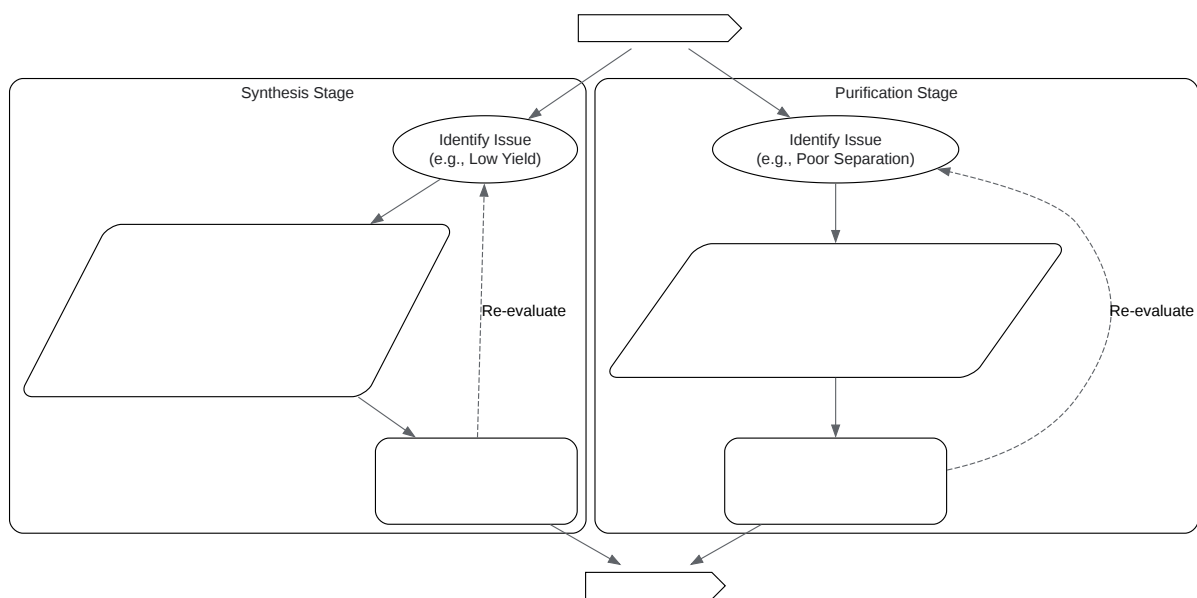 Synthesis Stage
Purification Stage
Identify Issue
(e.g., Low Yield)
Identify Issue
(e.g., Poor Separation)
Re-evaluate
Re-evaluate